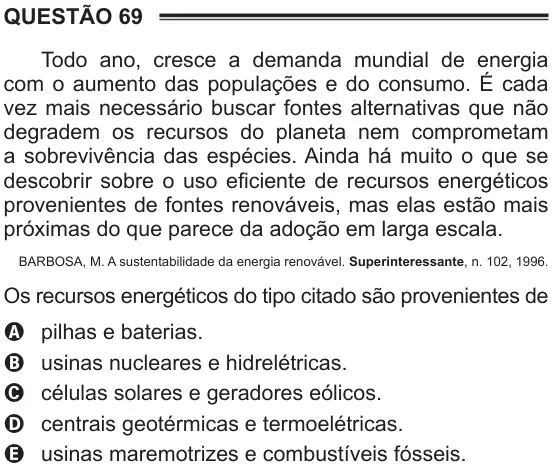 QUESTÃO 69
Todo ano, cresce a demanda mundial de energia
com o aumento das populações e do consumo. É cada
vez mais necessário buscar fontes alternativas que não
degradem os recursos do planeta nem comprometam
a sobrevivência das espécies. Ainda há muito o que se
descobrir sobre o uso eficiente de recursos energéticos
provenientes de fontes renováveis, mas elas estão mais
próximas do que parece da adoção em larga escala.
BARBOSA, M. A sustentabilidade da energia renovável. Superinteressante, n. 102, 1996.
Os recursos energéticos do tipo citado são provenientes de
A pilhas e baterias.
B usinas nucleares e hidrelétricas.
C células solares e geradores eólicos.
D centrais geotérmicas e termoelétricas.
E usinas maremotrizes e combustíveis fósseis.